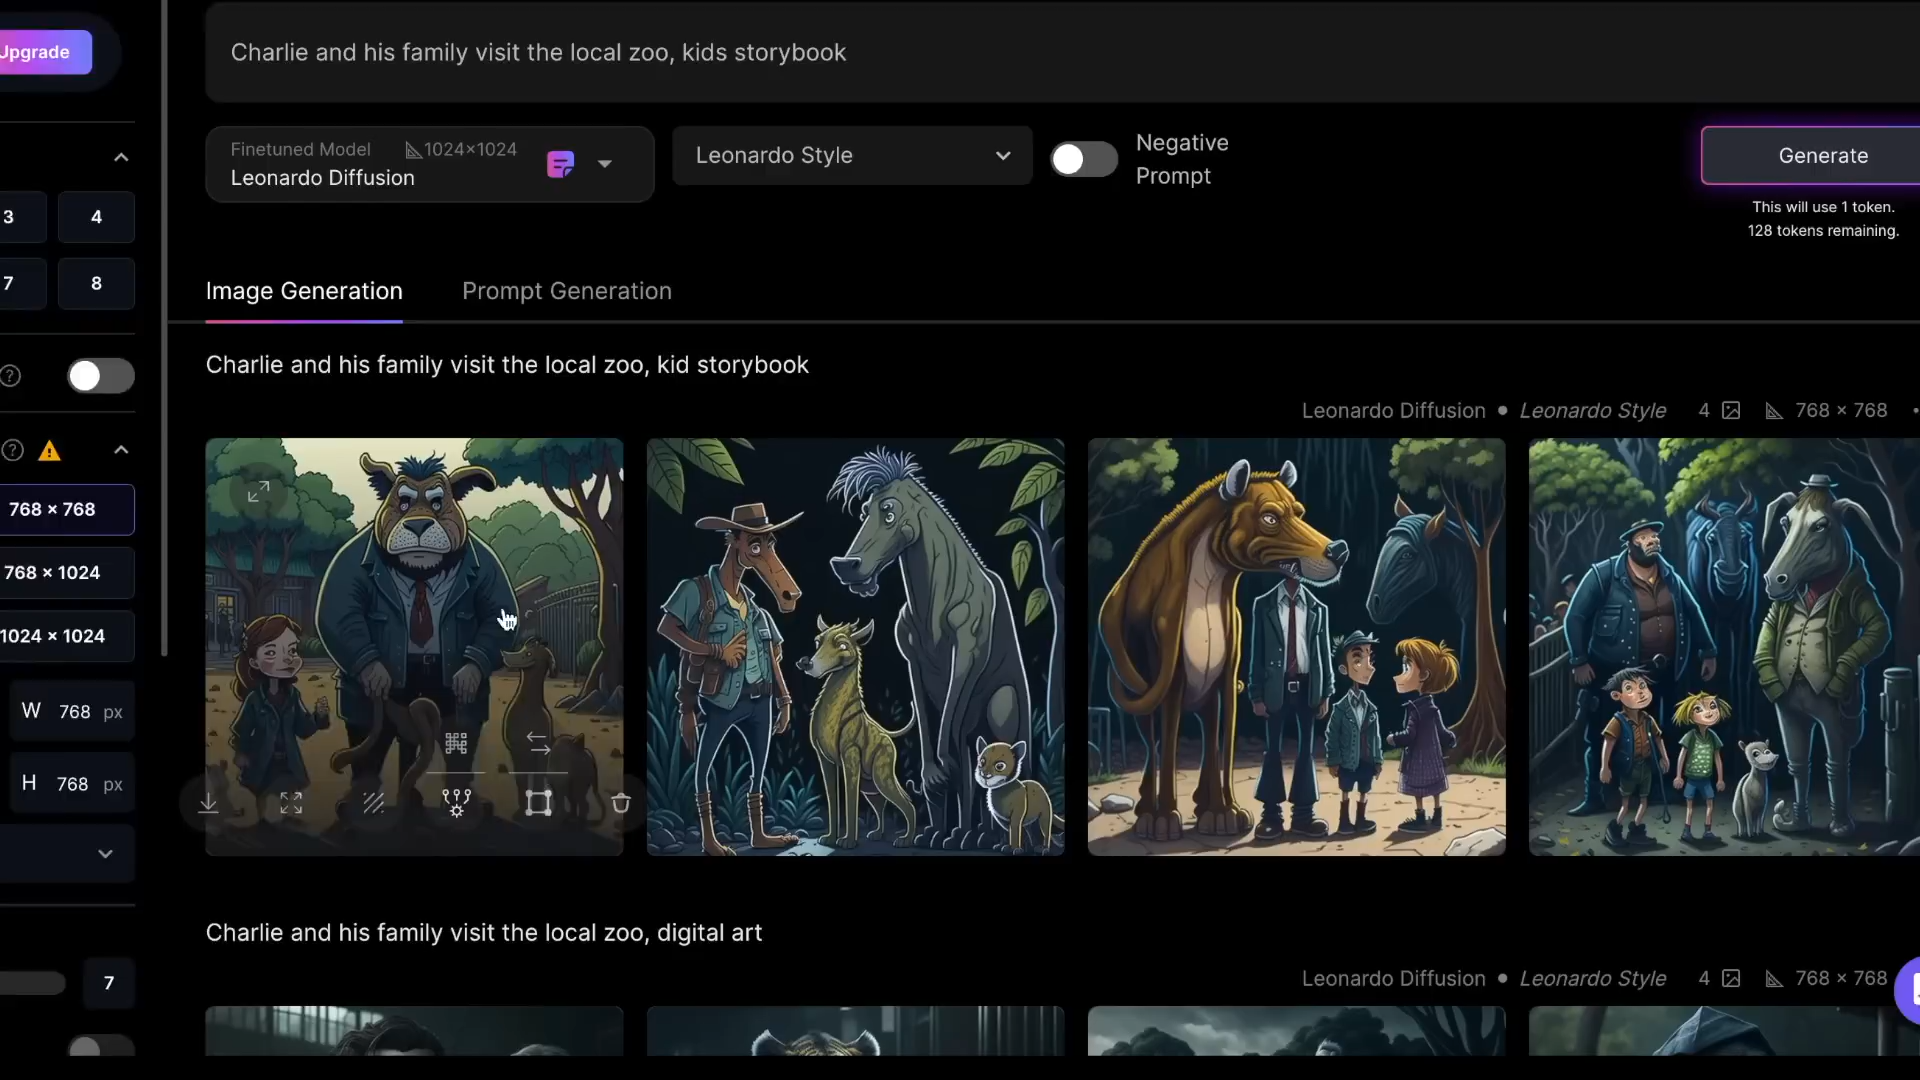 Upgrade
Charlie and his family visit the local zoo, kids storybook
Finetuned Model 1024×1024
Leonardo Diffusion
Leonardo Style
Negative
Prompt
Generate
This will use 1 token.
128 tokens remaining.
3 4
7 8
Image Generation Prompt Generation
Charlie and his family visit the local zoo, kid storybook
Leonardo Diffusion • Leonardo Style 4 768 × 768
768 × 768
768 × 1024
1024 × 1024
W 768 px
H 768 px
Charlie and his family visit the local zoo, digital art
Leonardo Diffusion • Leonardo Style 4 768 × 768
7